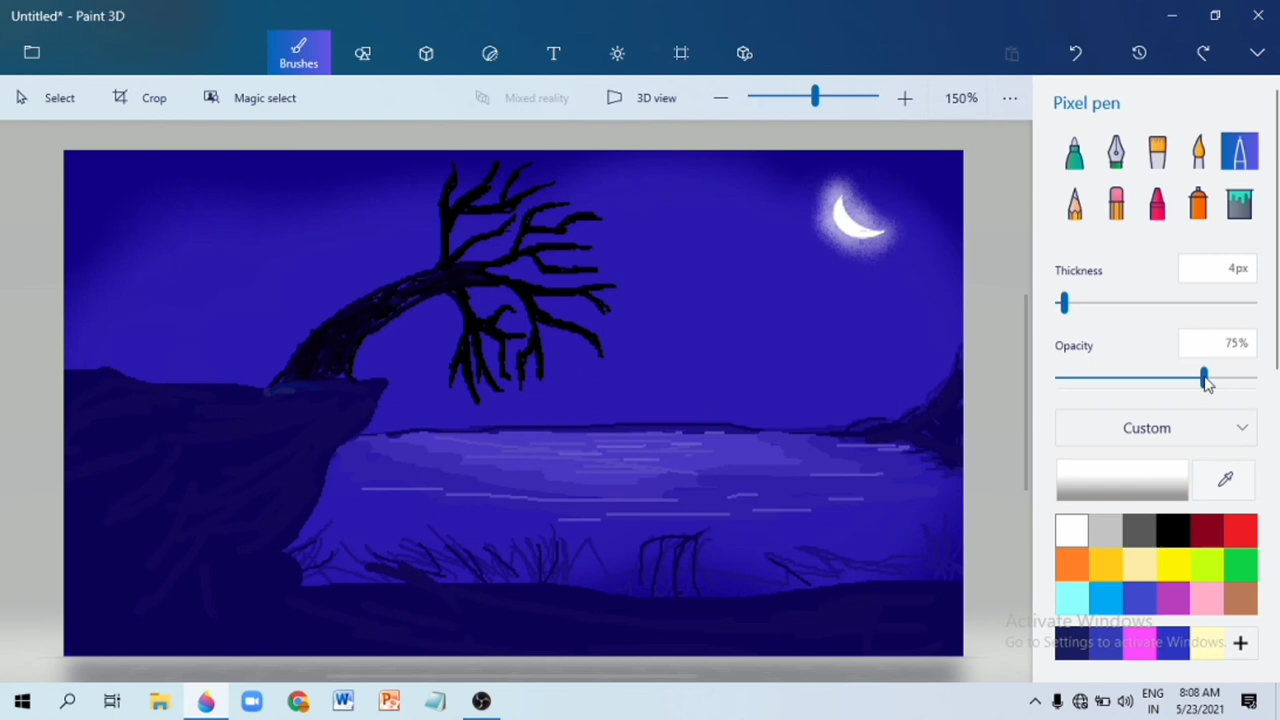 Untitled* - Paint 3D
Brushes
Select
Crop
Magic select
Mixed reality
3D view
150%
Pixel pen
Thickness
4px
Opacity
75%
Custom
Activate Windows
Go to Settings to activate Windows.
ENG
IN
8:08 AM
5/23/2021